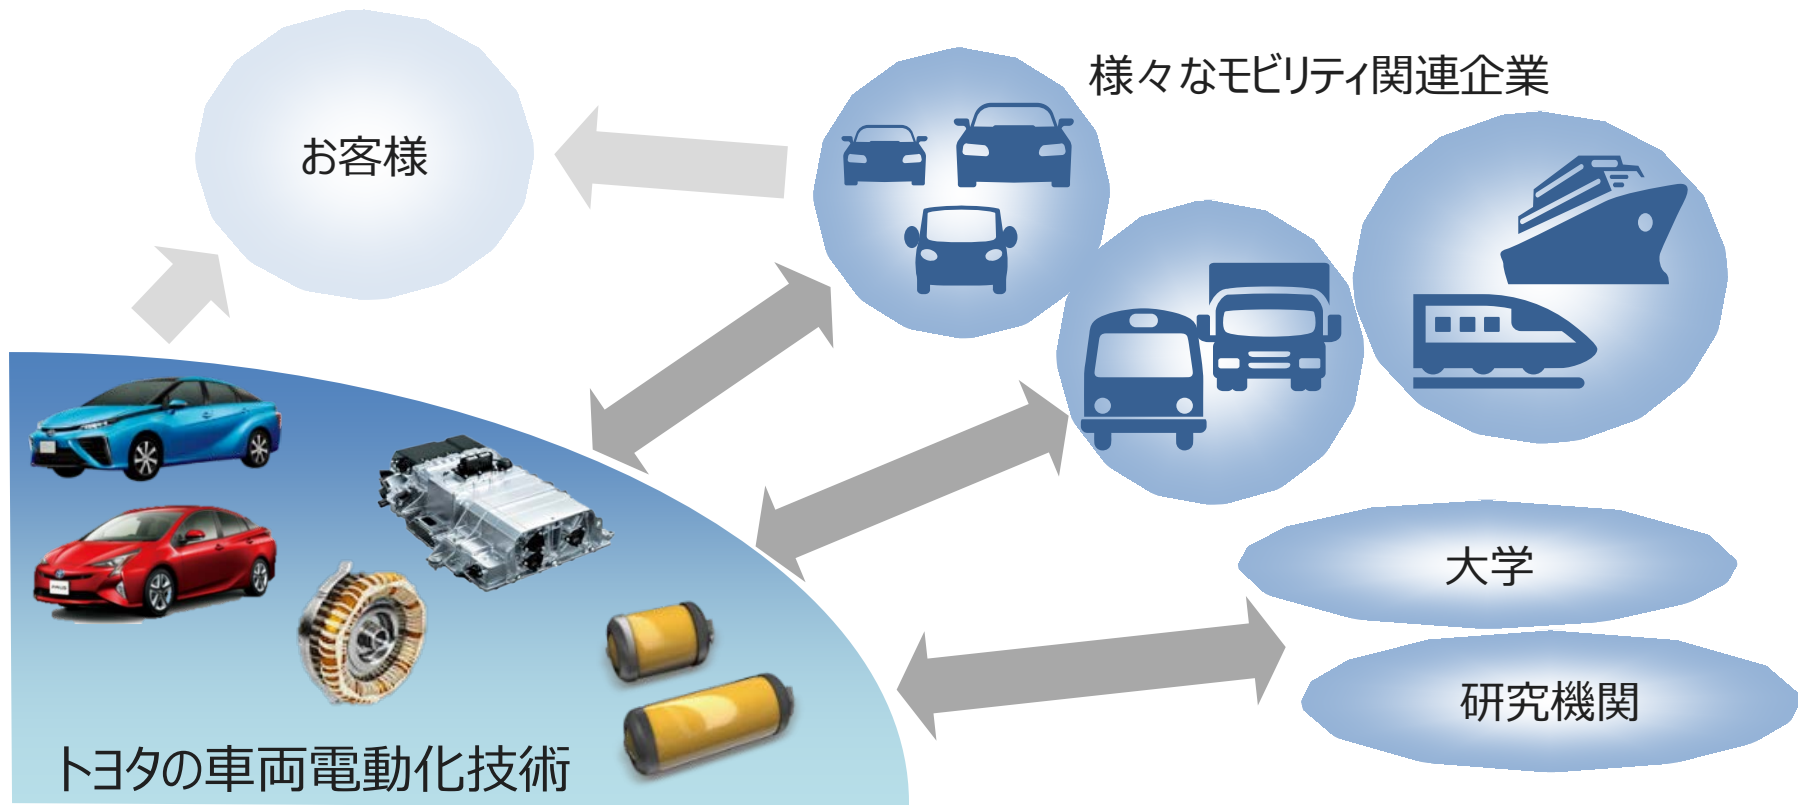 様々なモビリティ関連企業
お客様
大学
研究機関
トヨタの車両電動化技術